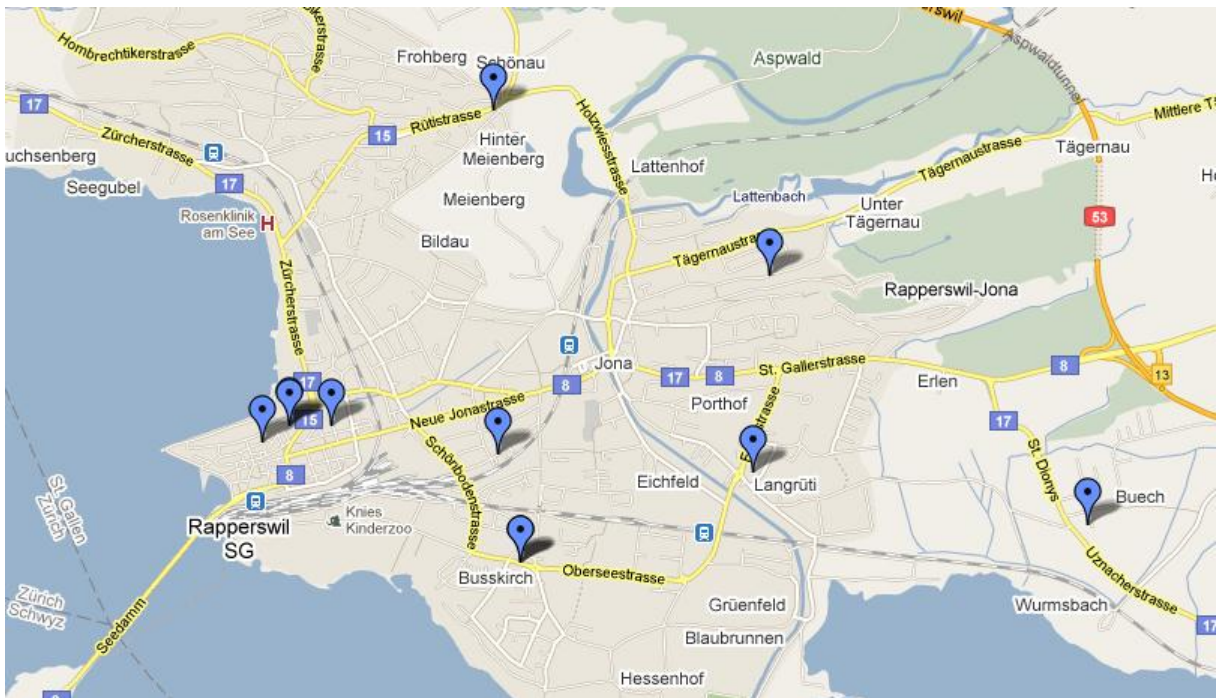 Hombrechtikerstrasse
Frohberg
Schönau
Aspwald
Aspwaldtunnel
17
Zürcherstrasse
15
Rütistrasse
Holzwiesstrasse
Mittlere
Hinter
Meienberg
Tägernau
uchsenberg
Seegubel
17
Lattenhof
Tägernaustrasse
Meienberg
Lattenbach
Unter
Tägernau
Rosenklinik
am See
H
Bildau
53
Zürcherstrasse
Rapperswil-Jona
Jona
St. Gallerstrasse
8
17
8
17
8
Erlen
13
15
Neue Jonastrasse
Porthof
17
8
Schönbodenstrasse
Eichfeld
Langrüti
St. Dionys
Buech
St. Gallen
Zürich
Rapperswil
SG
Knies
Kinderzoo
Busskirch
Oberseestrasse
Uznacherstrasse
Zürich
Schwyz
Seedamm
Grüenfeld
Wurmsbach
17
Blaubrunnen
Hessenhof